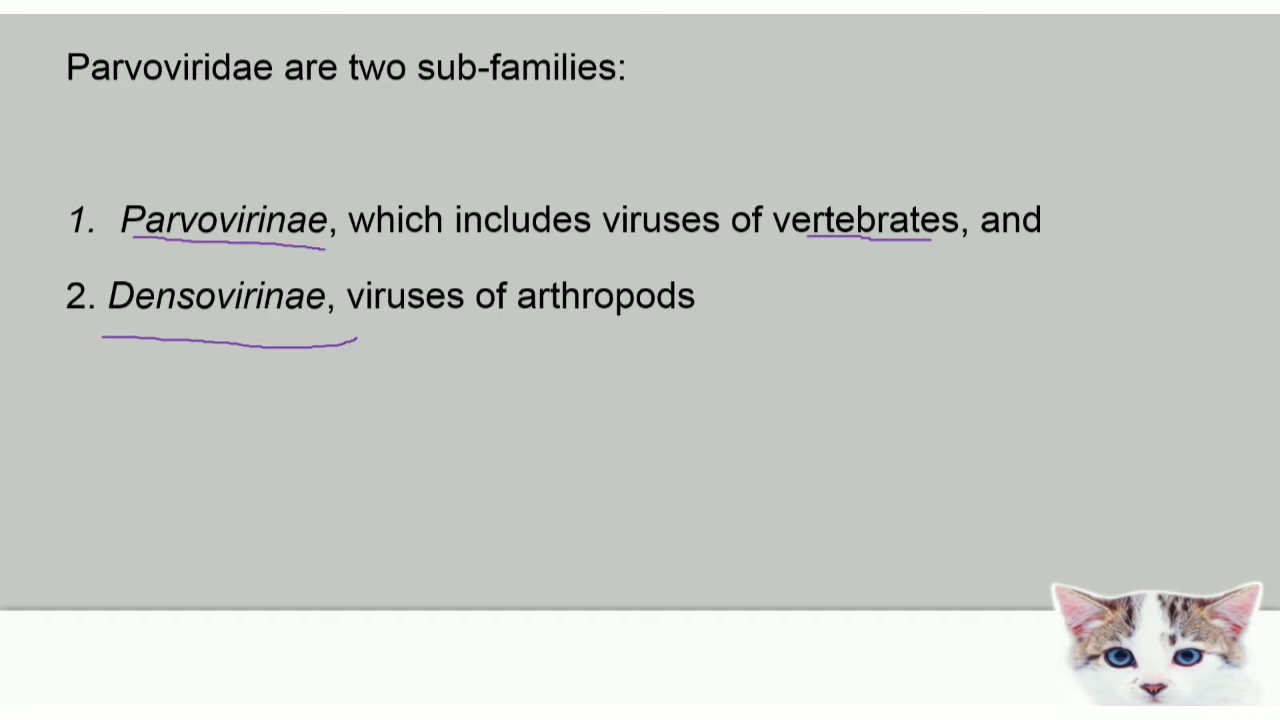 Parvoviridae are two sub-families:
1. Parvovirinae, which includes viruses of vertebrates, and
2. Densovirinae, viruses of arthropods